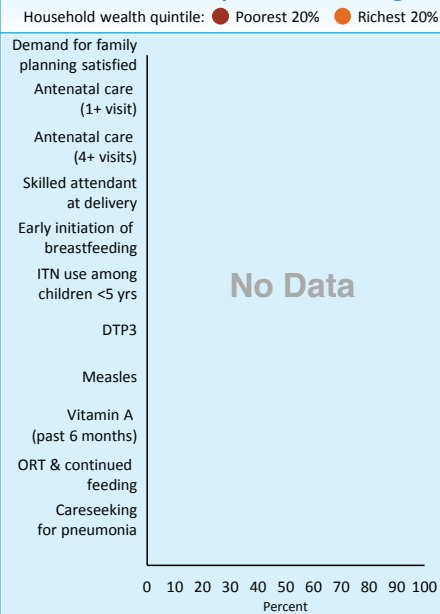 Household wealth quintile: Poorest 20% Richest 20%
Demand for family
planning satisfied
Antenatal care
(1+ visit)
Antenatal care
(4+ visits)
Skilled attendant
at delivery
Early initiation of
breastfeeding
ITN use among
children <5 yrs
No Data
DTP3
Measles
Vitamin A
(past 6 months)
ORT & continued
feeding
Careseeking
for pneumonia
0 10 20 30 40 50 60 70 80 90 100
Percent